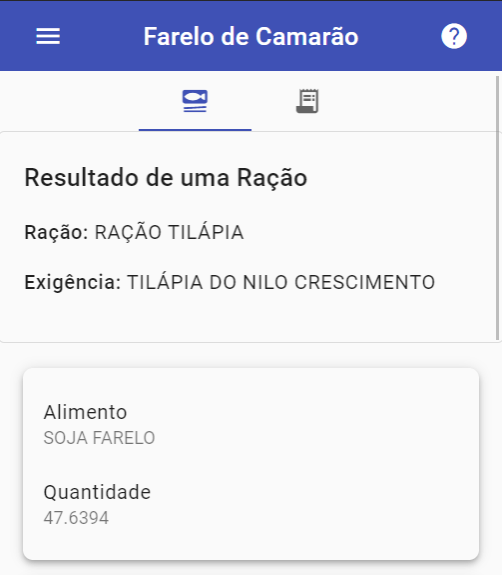 Farelo de Camarão
Resultado de uma Ração
Ração: RAÇÃO TILÁPIA
Exigência: TILÁPIA DO NILO CRESCIMENTO
Alimento
SOJA FARELO
Quantidade
47.6394